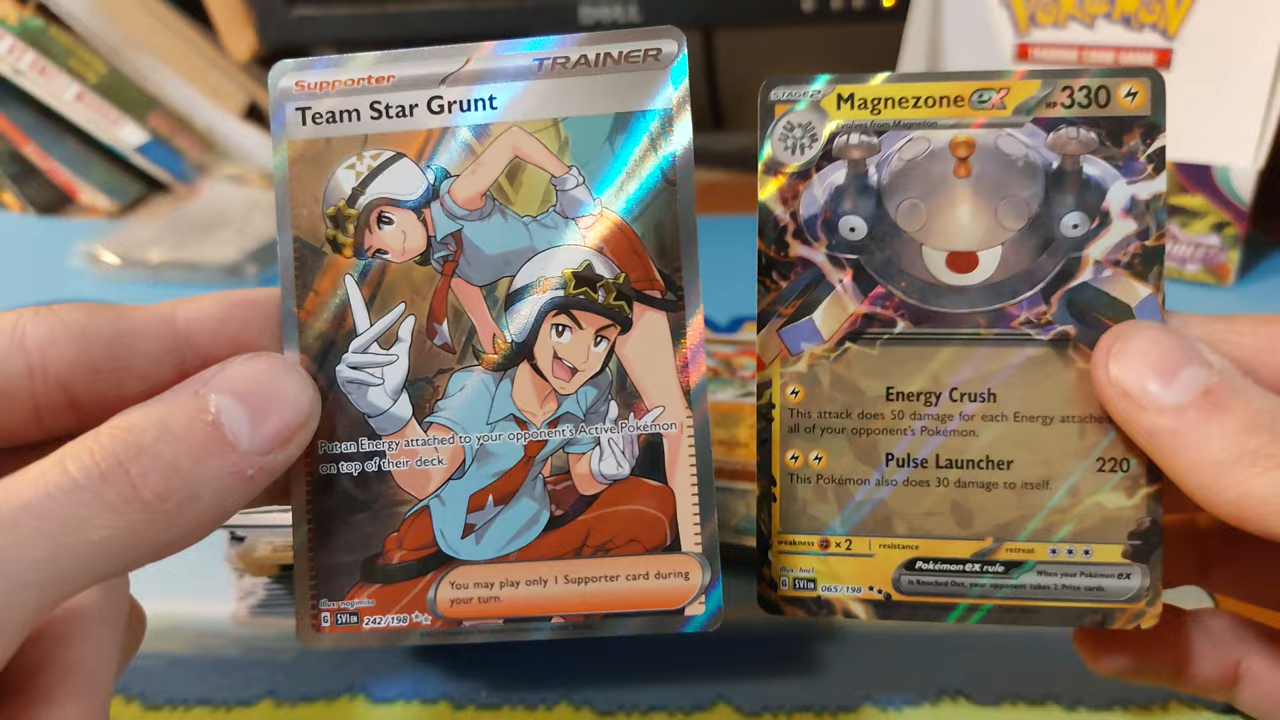 DELL
POKÉMON
TRADING CARD GAME
Supporter
TRAINER
Team Star Grunt
Put an Energy attached to your opponent's Active Pokémon
on top of their deck.
You may play only 1 Supporter card during
your turn.
Illus. nagimiso
G SVI EN 242/198
STAGE 2
Magnezone ex
HP 330
Evolves from Magneton
Energy Crush
This attack does 50 damage for each Energy attached
all of your opponent's Pokémon.
Pulse Launcher 220
This Pokémon also does 30 damage to itself.
weakness ×2 resistance retreat
Pokémon ex rule
When your Pokémon ex
is Knocked Out, your opponent takes 2 Prize cards.
Illus. hncl
G SVI EN 065/198